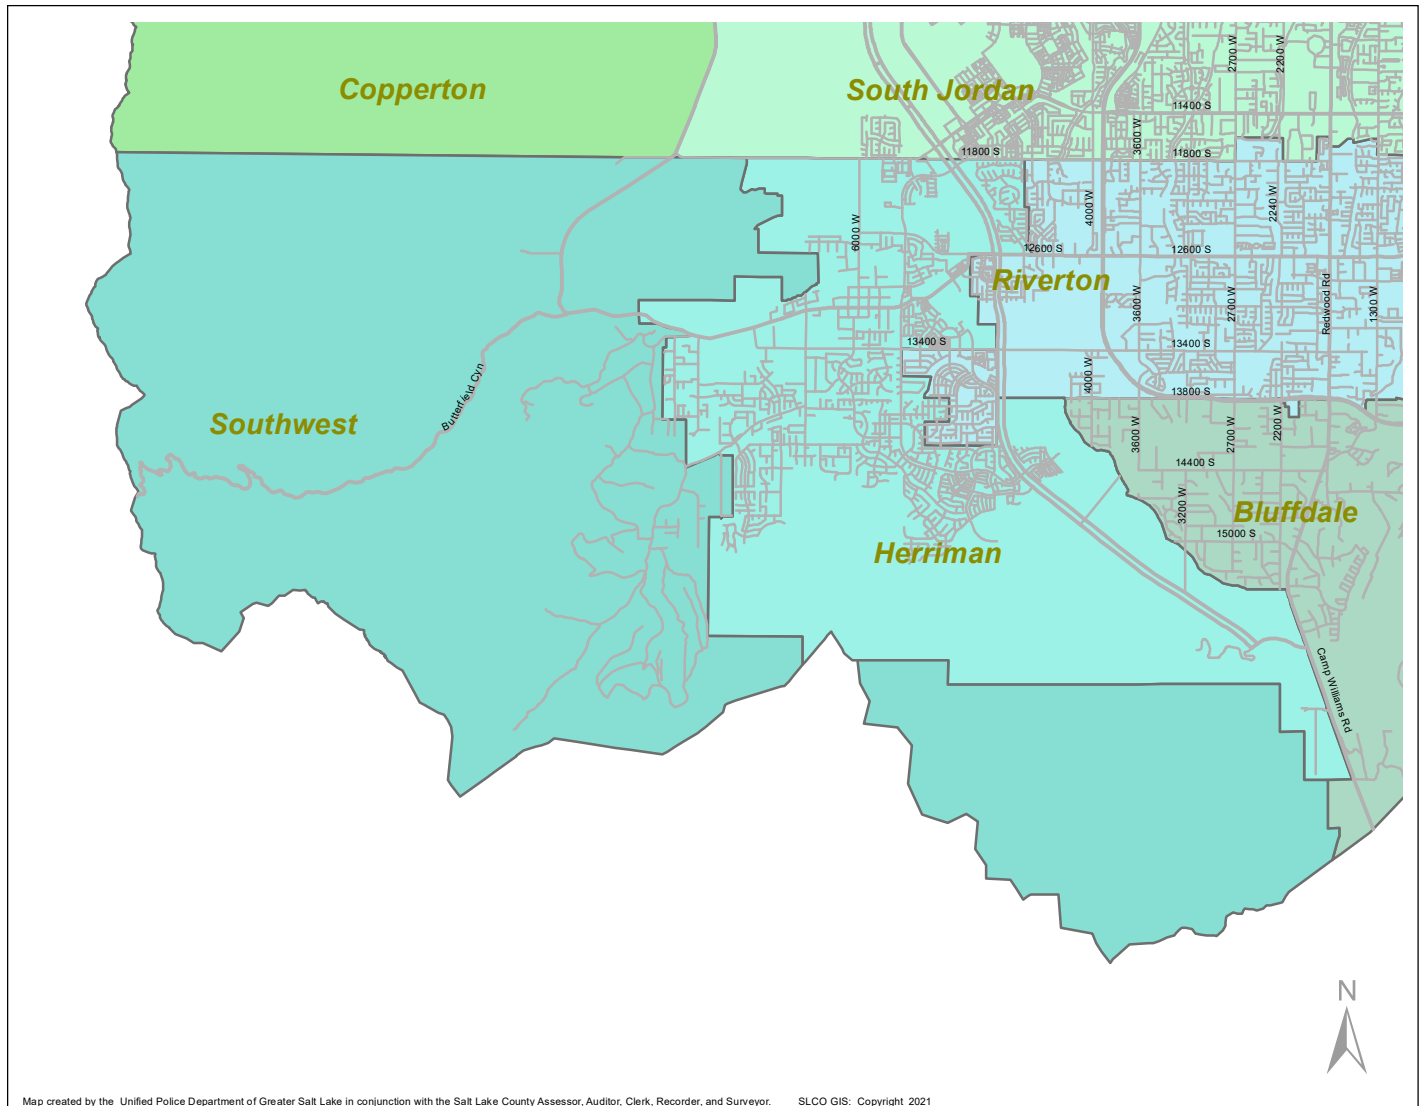 2700 W
2200 W
Copperton
South Jordan
11400 S
3600 W
11800 S
11800 S
4000 W
2240 W
6000 W
12600 S
12600 S
Riverton
3600 W
2700 W
Redwood Rd
1300 W
13400 S
13400 S
Butterfield Cyn
4000 W
13800 S
Southwest
3600 W
2700 W
2200 W
14400 S
3200 W
Bluffdale
15000 S
Herriman
Camp Williams Rd
N
Map created by the Unified Police Department of Greater Salt Lake in conjunction with the Salt Lake County Assessor, Auditor, Clerk, Recorder, and Surveyor. SLCO GIS: Copyright 2021